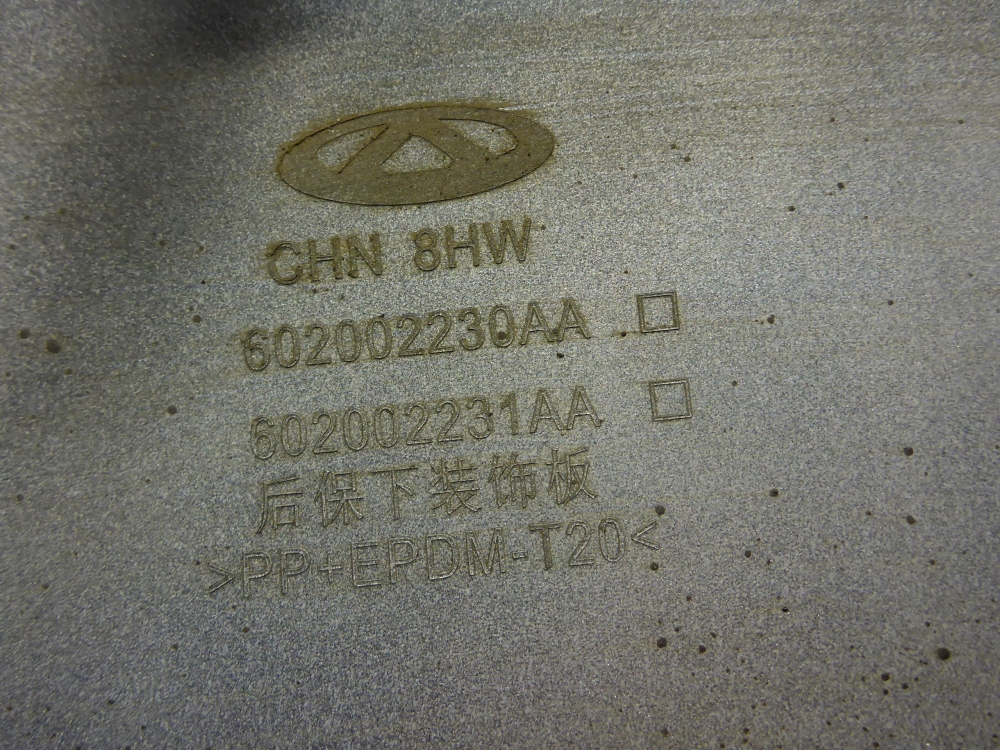 CHN 8HW
602002230AA □
602002231AA □
后保下装饰板
>PP+EPDM-T20<